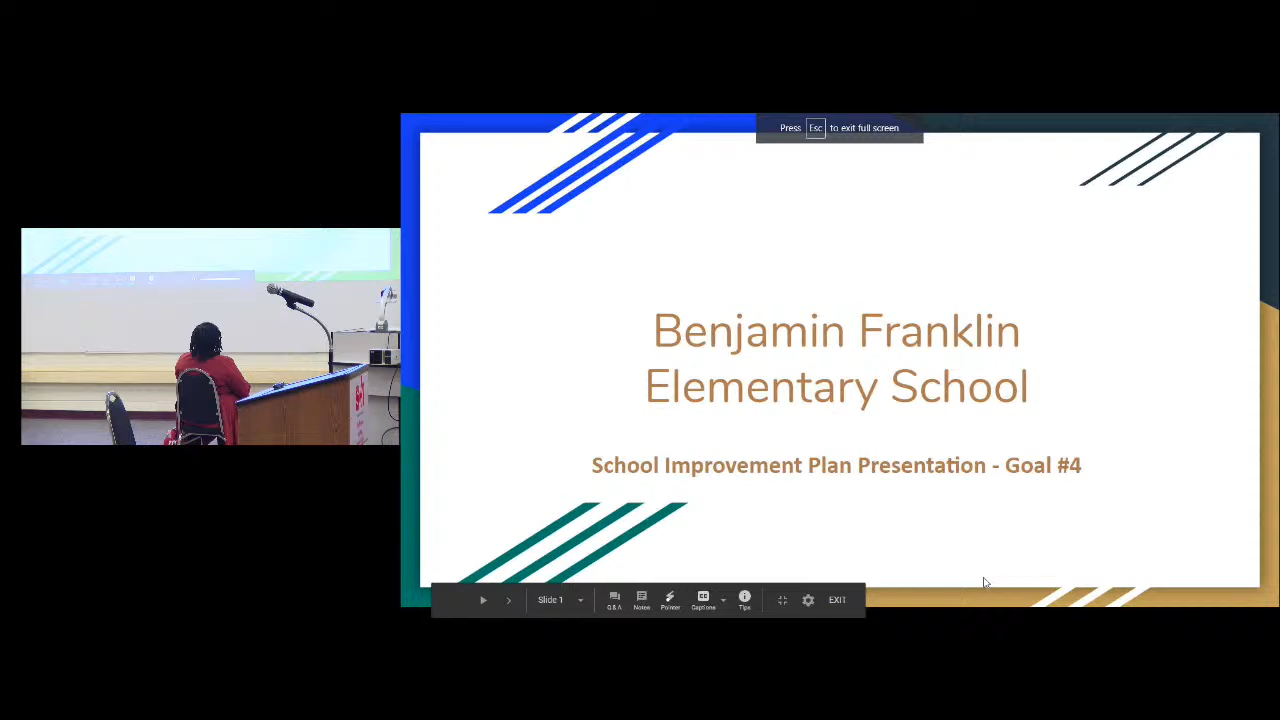 Press Esc to exit full screen
Benjamin Franklin
Elementary School
School Improvement Plan Presentation - Goal #4
Slide 1
Q&A
Notes
Pointer
Captions
Tips
EXIT